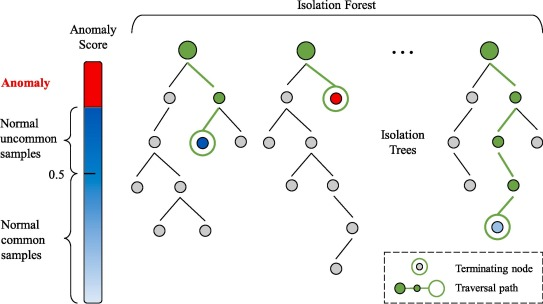 Isolation Forest
Anomaly
Score
Anomaly
Normal
uncommon
samples
0.5
Normal
common
samples
...
Isolation
Trees
Terminating node
Traversal path